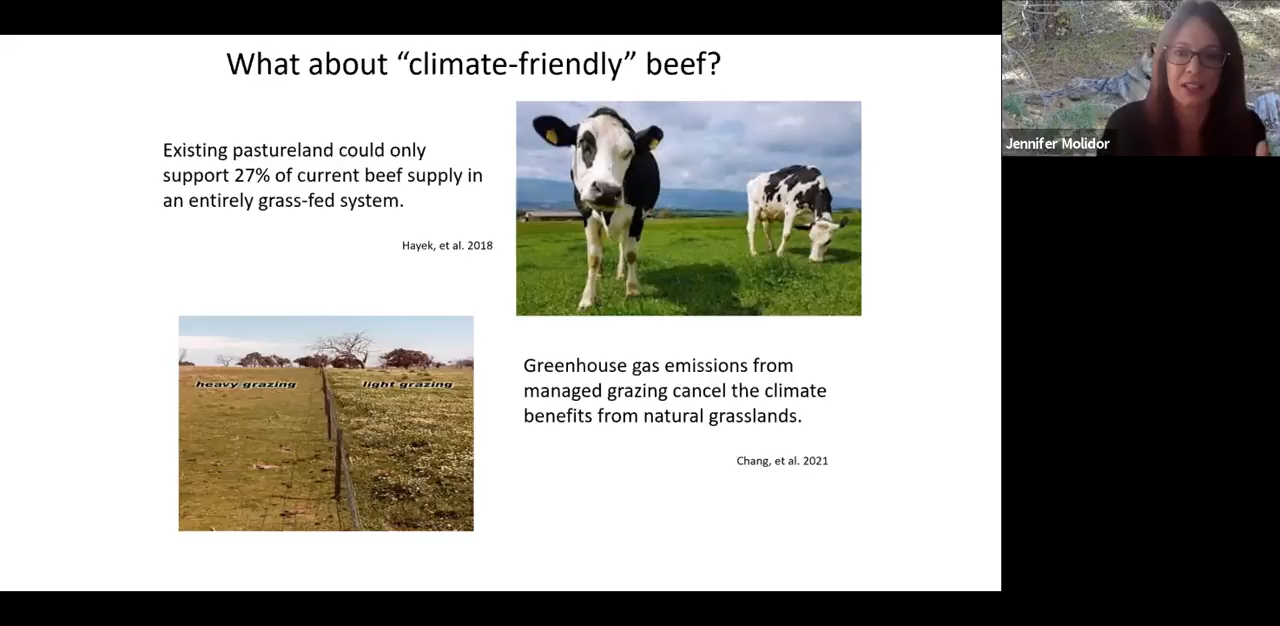 What about “climate-friendly” beef?
Existing pastureland could only
support 27% of current beef supply in
an entirely grass-fed system.
Hayek, et al. 2018
heavy grazing
light grazing
Greenhouse gas emissions from
managed grazing cancel the climate
benefits from natural grasslands.
Chang, et al. 2021
Jennifer Molidor